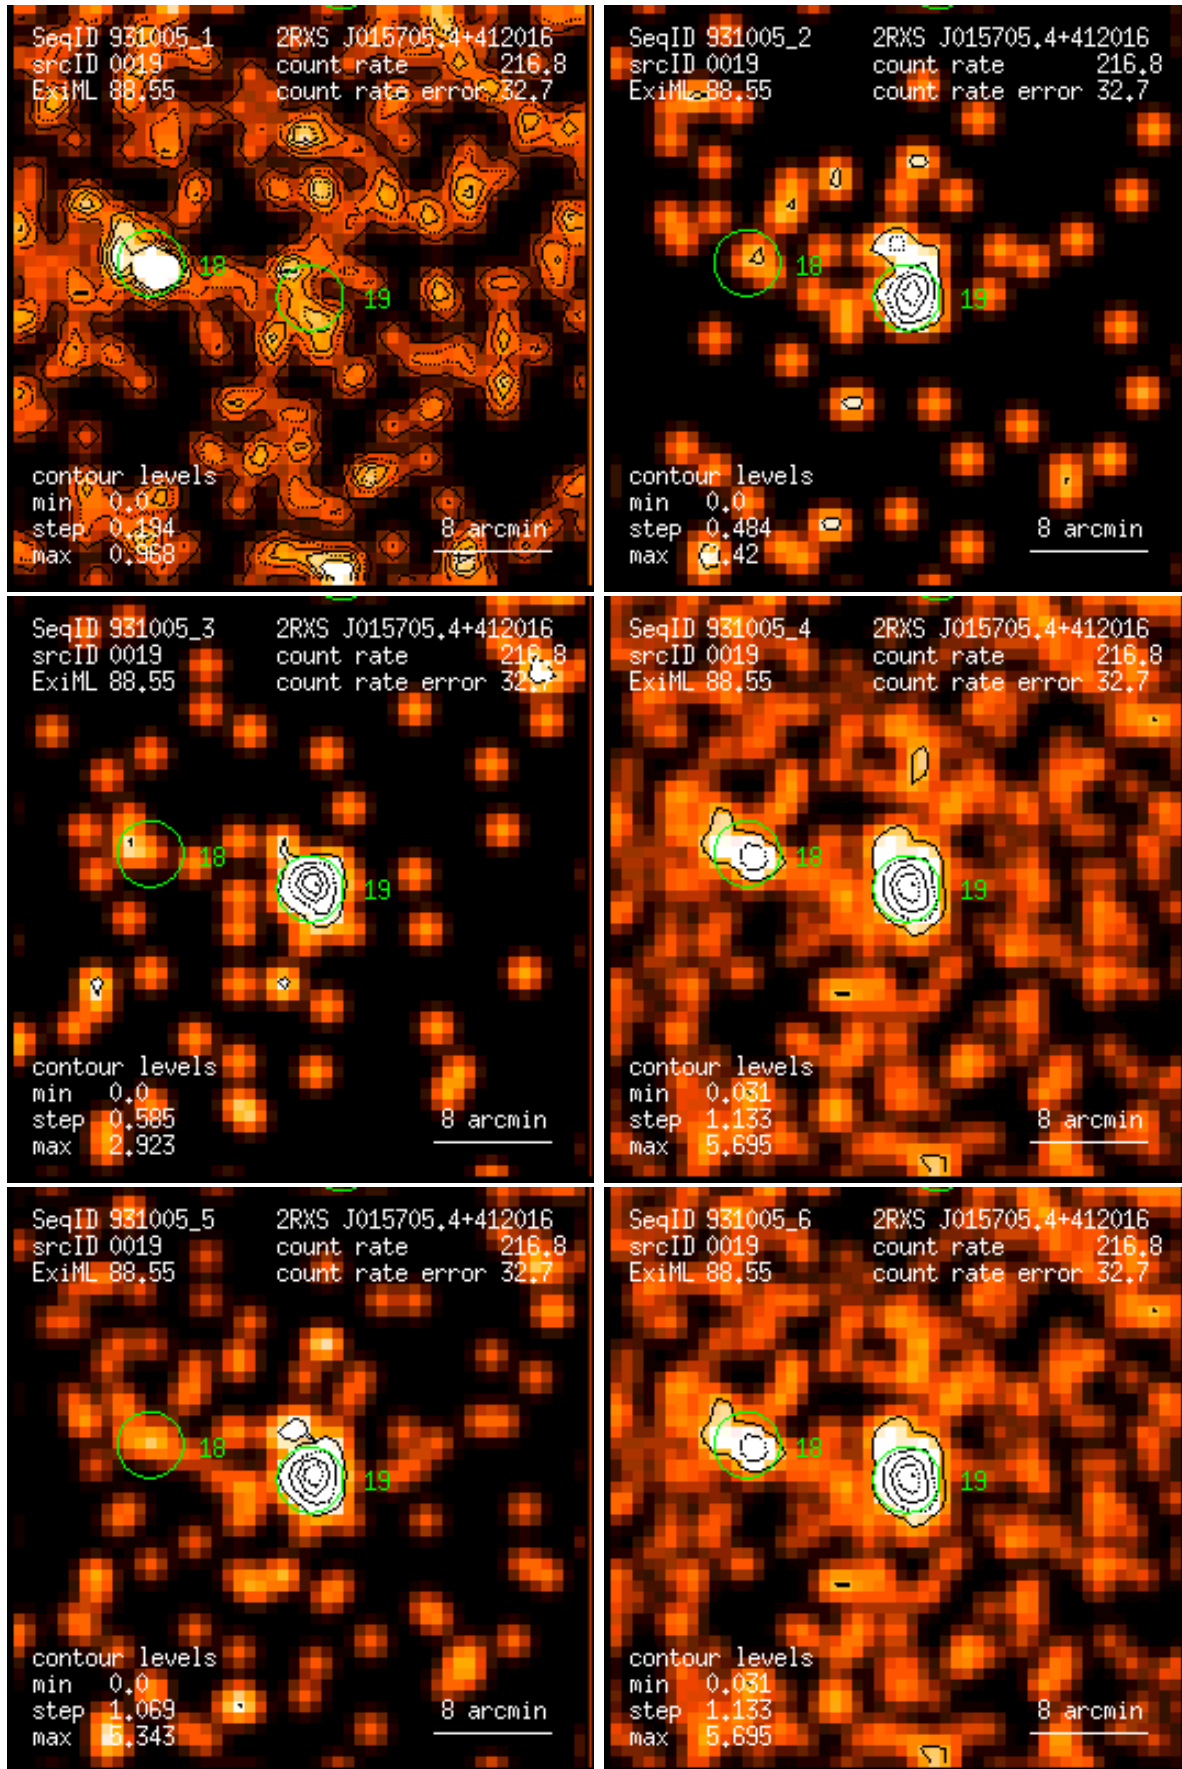 SeqID 931005_1 2RXS J015705.4+412016
srcID 0019 count rate 216.8
ExiML 88.55 count rate error 32.7
18
19
contour levels
min 0.0
step 0.194 8 arcmin
max 0.968
SeqID 931005_2 2RXS J015705.4+412016
srcID 0019 count rate 216.8
ExiML 88.55 count rate error 32.7
18
19
contour levels
min 0.0
step 0.484 8 arcmin
max .42
SeqID 931005_3 2RXS J015705.4+412016
srcID 0019 count rate 216.8
ExiML 88.55 count rate error 32.7
18
19
contour levels
min 0.0
step 0.585 8 arcmin
max 2.923
SeqID 931005_4 2RXS J015705.4+412016
srcID 0019 count rate 216.8
ExiML 88.55 count rate error 32.7
18
19
contour levels
min 0.031
step 1.133 8 arcmin
max 5.695
SeqID 931005_5 2RXS J015705.4+412016
srcID 0019 count rate 216.8
ExiML 88.55 count rate error 32.7
18
19
contour levels
min 0.0
step 1.069 8 arcmin
max 5.343
SeqID 931005_6 2RXS J015705.4+412016
srcID 0019 count rate 216.8
ExiML 88.55 count rate error 32.7
18
19
contour levels
min 0.031
step 1.133 8 arcmin
max 5.695